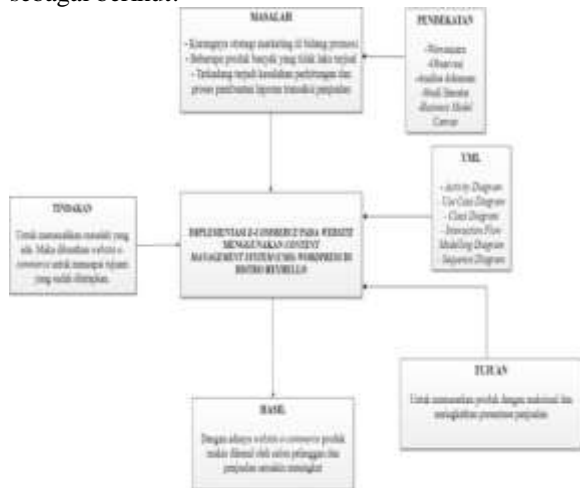 sebagai berikut:
MASALAH
- Kurangnya strategi marketing di bidang promosi
- Beberapa produk banyak yang tidak laku terjual
- Terkadang terjadi kesalahan perhitungan dan
proses pembuatan laporan transaksi penjualan
PENDEKATAN
-Wawancara
-Observasi
-Analisa dokumen
-Studi literatur
-Business Model
Canvas
UML
- Activity Diagram
- Use Case Diagram
- Class Diagram
- Interaction Flow
Modeling Diagram
- Sequence Diagram
TINDAKAN
Untuk memecahkan masalah yang
ada. Maka dibuatkan website e-
commerce untuk mencapai tujuan
yang sudah ditetapkan.
IMPLEMENTASI E-COMMERCE PADA WEBSITE
MENGGUNAKAN CONTENT
MANAGEMENT SYSTEM (CMS) WORDPRESS DI
DISTRO
TUJUAN
Untuk memasarkan produk dengan maksimal dan
meningkatkan penjualan
HASIL
Dengan adanya website e-commerce produk
makin dikenal oleh calon pelanggan dan
penjualan semakin meningkat